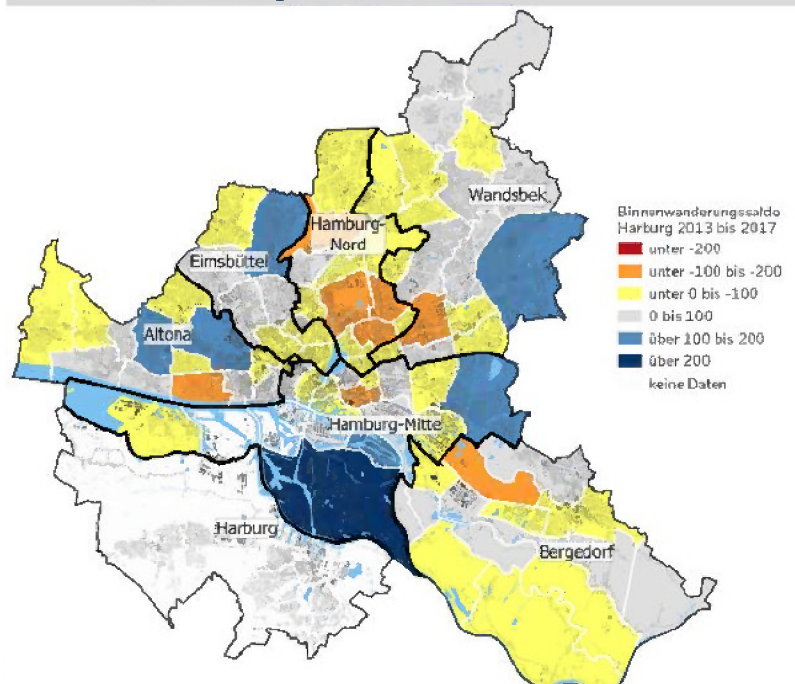 Wandsbek
Hamburg-
Nord
Eimsbüttel
Altona
Hamburg-Mitte
Harburg
Bergedorf
Binnenwanderungssaldo
Harburg 2013 bis 2017
unter -200
unter -100 bis -200
unter 0 bis -100
0 bis 100
über 100 bis 200
über 200
keine Daten